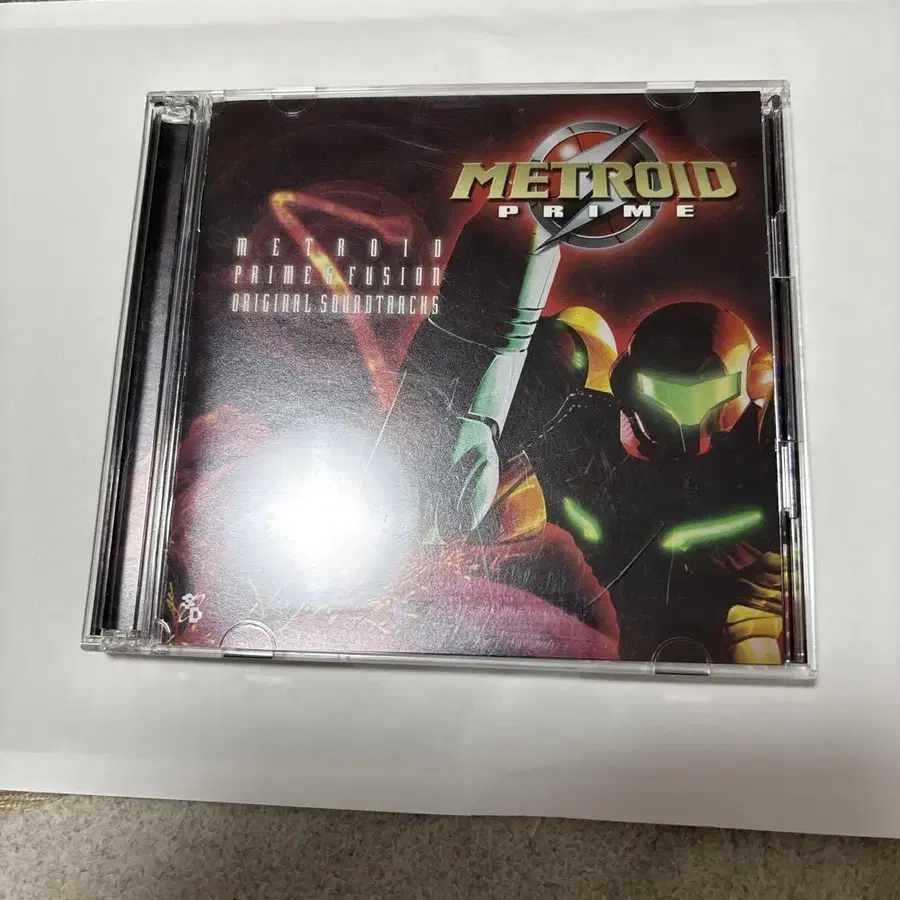 METROID
PRIME
METROID
PRIME & FUSION
ORIGINAL SOUNDTRACKS